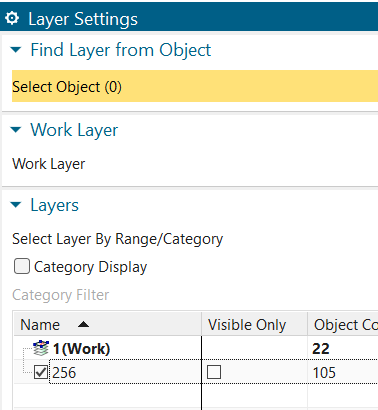 Layer Settings
Find Layer from Object
Select Object (0)
Work Layer
Work Layer
Layers
Select Layer By Range/Category
Category Display
Category Filter
Name Visible Only Object Co
1(Work) 22
256 105